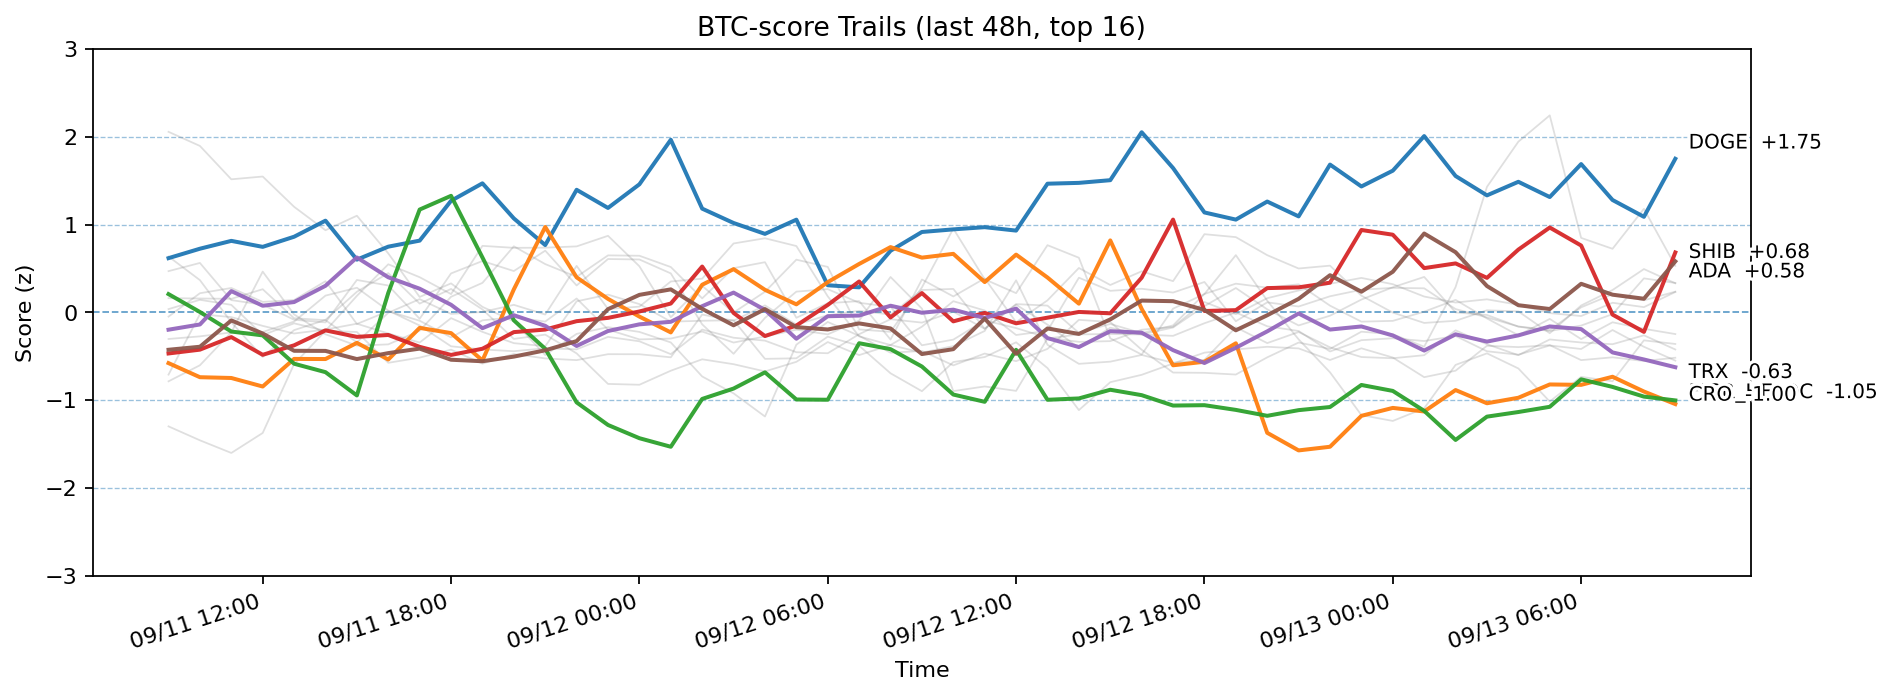 BTC-score Trails (last 48h, top 16)
Score (z)
3
2
1
0
−1
−2
−3
DOGE +1.75
SHIB +0.68
ADA +0.58
TRX -0.63
CRO -1.00
C -1.05
09/11 12:00
09/11 18:00
09/12 00:00
09/12 06:00
09/12 12:00
09/12 18:00
09/13 00:00
09/13 06:00
Time